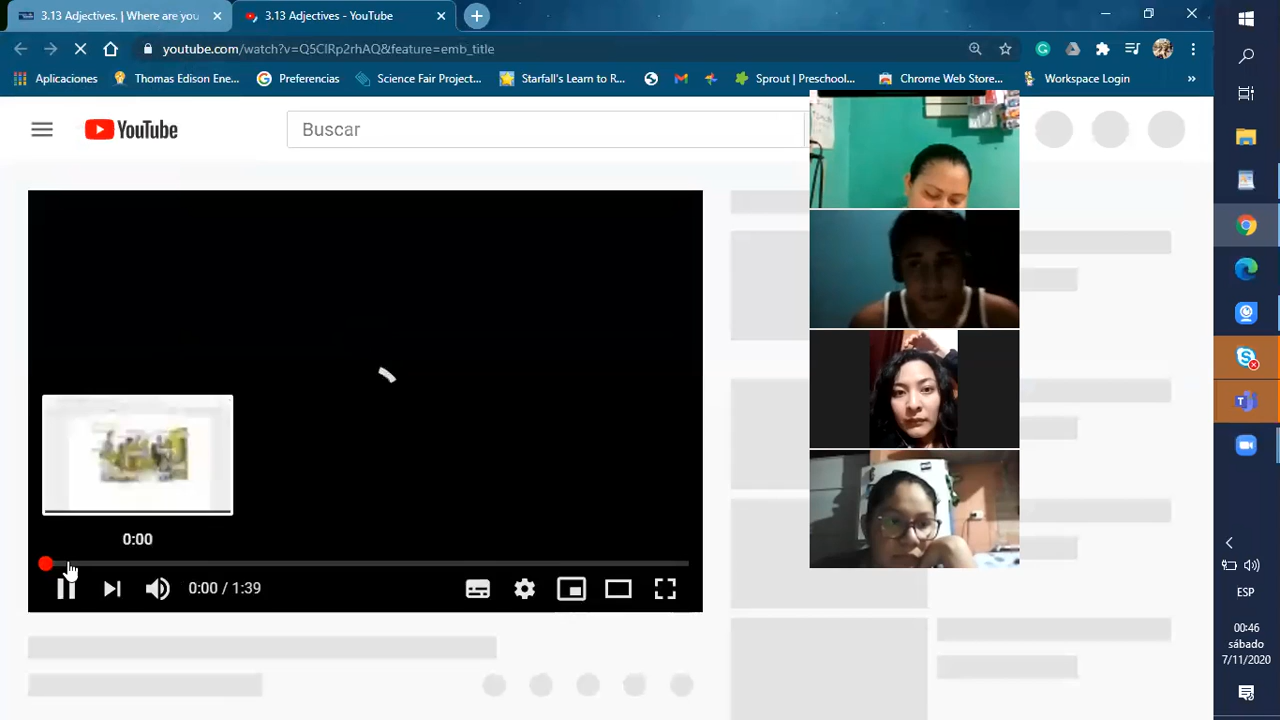 3.13 Adjectives. | Where are you
3.13 Adjectives - YouTube
youtube.com/watch?v=Q5ClRp2rhAQ&feature=emb_title
Aplicaciones
Thomas Edison Ene...
Preferencias
Science Fair Project...
Starfall's Learn to R...
Sprout | Preschool...
Chrome Web Store...
Workspace Login
»
YouTube
Buscar
0:00
0:00 / 1:39
ESP
00:46
sábado
7/11/2020